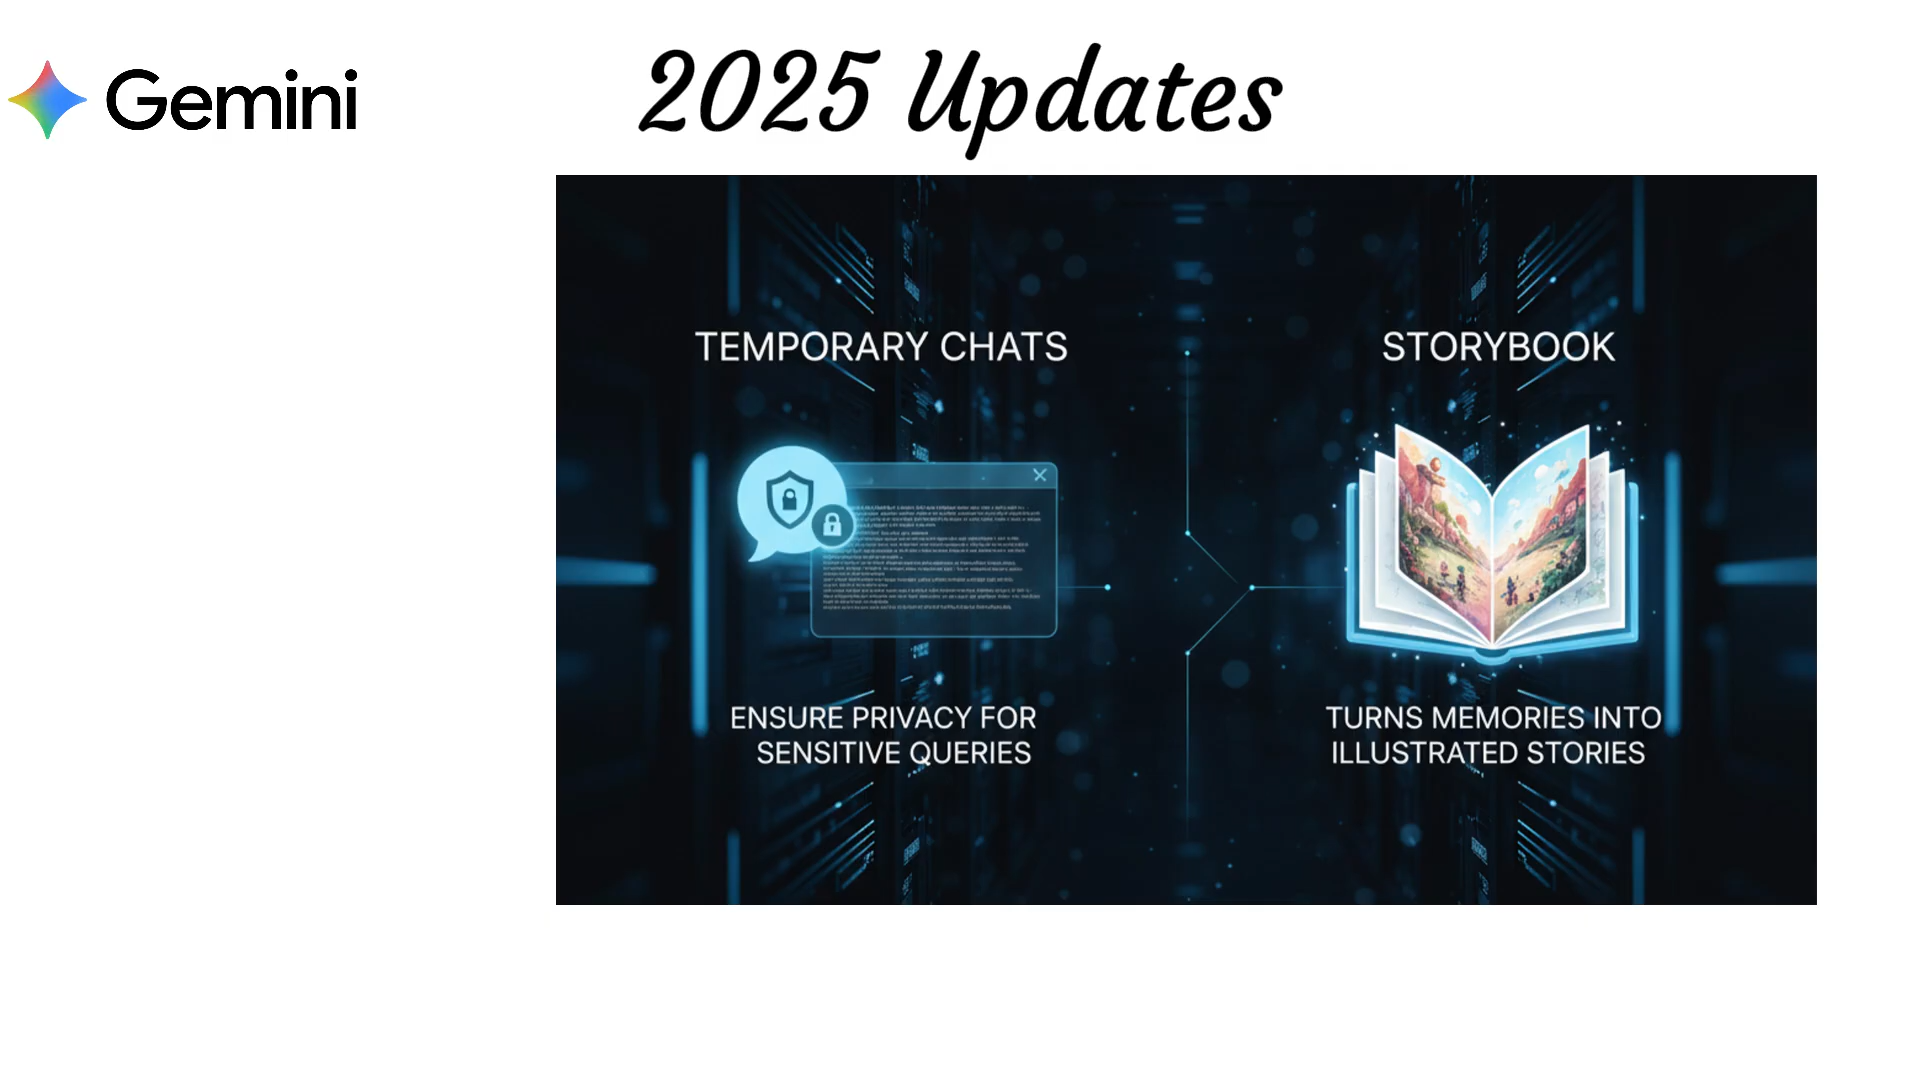 Gemini
2025 Updates
TEMPORARY CHATS
ENSURE PRIVACY FOR
SENSITIVE QUERIES
STORYBOOK
TURNS MEMORIES INTO
ILLUSTRATED STORIES